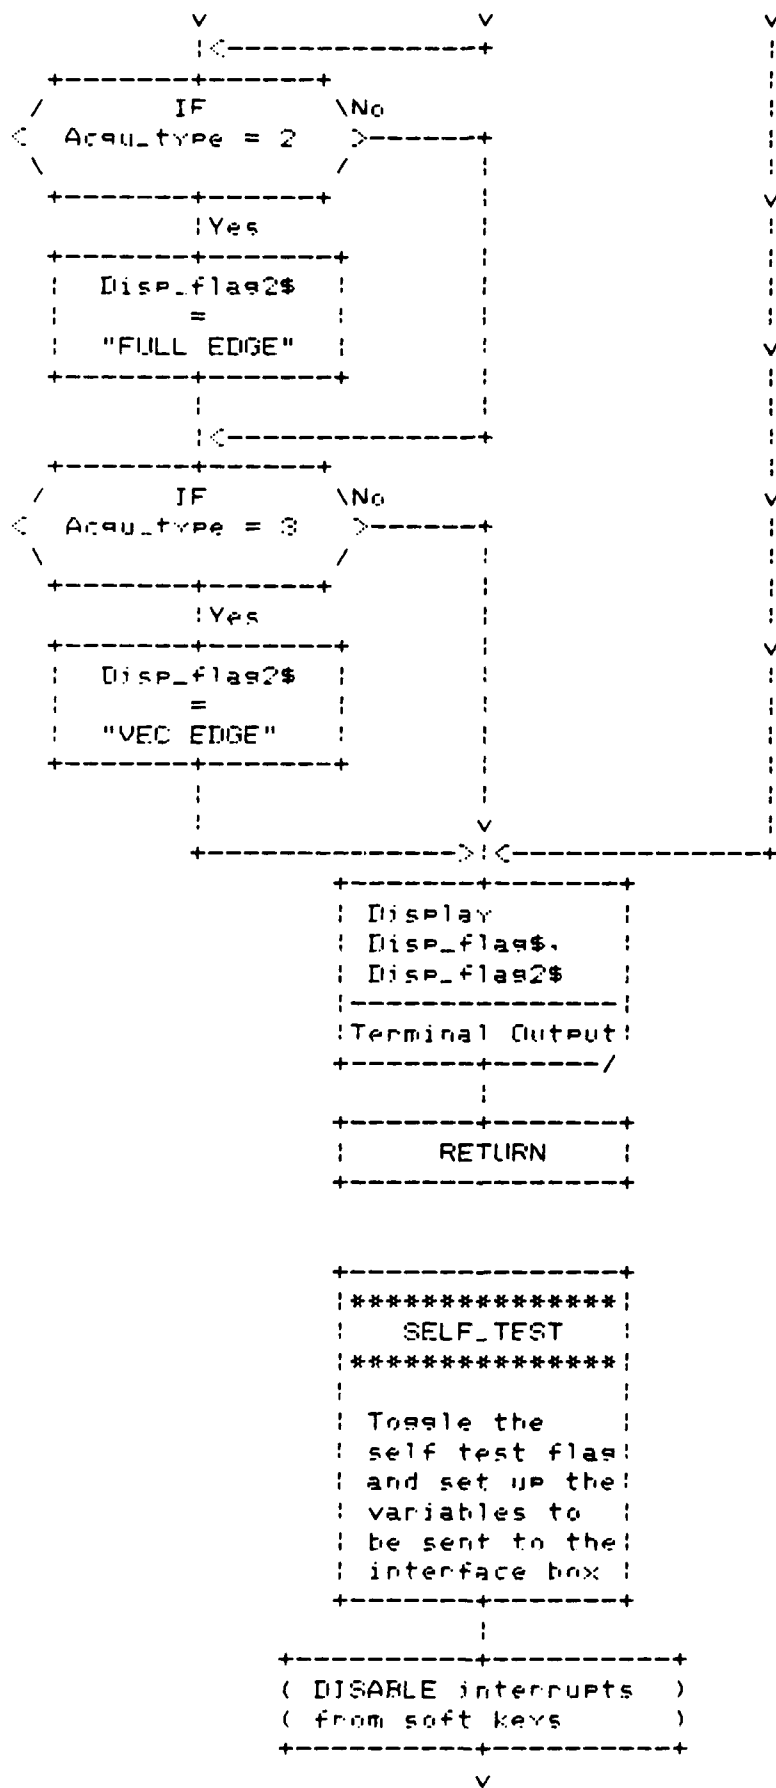 IF
No
Acqu_type = 2
Yes
Disp_flag2$
=
"FULL EDGE"
IF
No
Acqu_type = 3
Yes
Disp_flag2$
=
"VEC EDGE"
Display
Disp_flag$,
Disp_flag2$
Terminal Output
RETURN
***************
SELF_TEST
***************
Toggle the
self test flag
and set up the
variables to
be sent to the
interface box
( DISABLE interrupts )
( from soft keys )